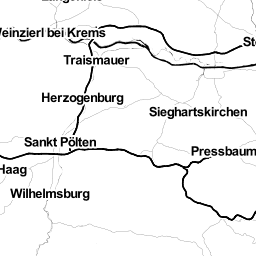 Weinzierl bei Krems
Traismauer
Herzogenburg
Sieghartskirchen
Sankt Pölten
Pressbaum
Haag
Wilhelmsburg